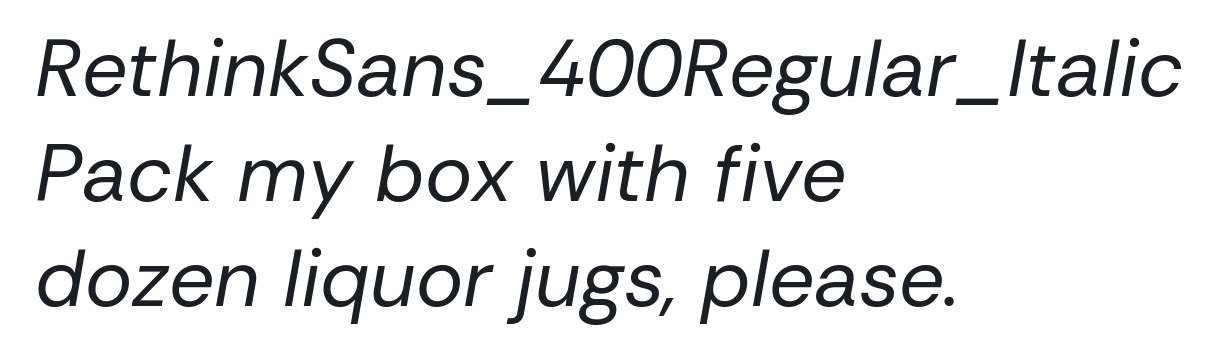 RethinkSans_400Regular_Italic
Pack my box with five
dozen liquor jugs, please.